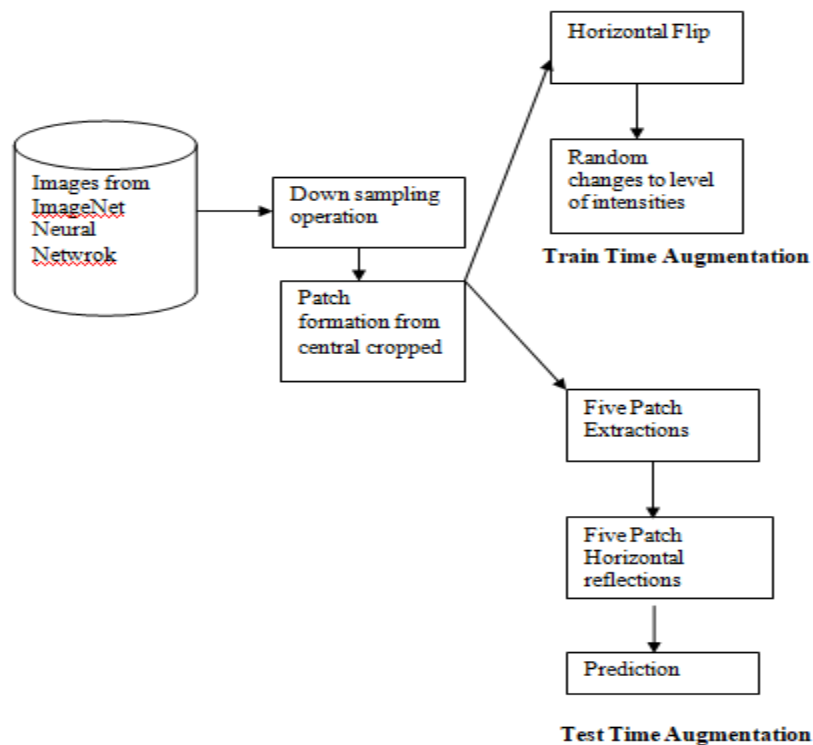 Images from
ImageNet
Neural
Netwrok
Down sampling
operation
Patch
formation from
central cropped
Horizontal Flip
Random
changes to level
of intensities
Train Time Augmentation
Five Patch
Extractions
Five Patch
Horizontal
reflections
Prediction
Test Time Augmentation